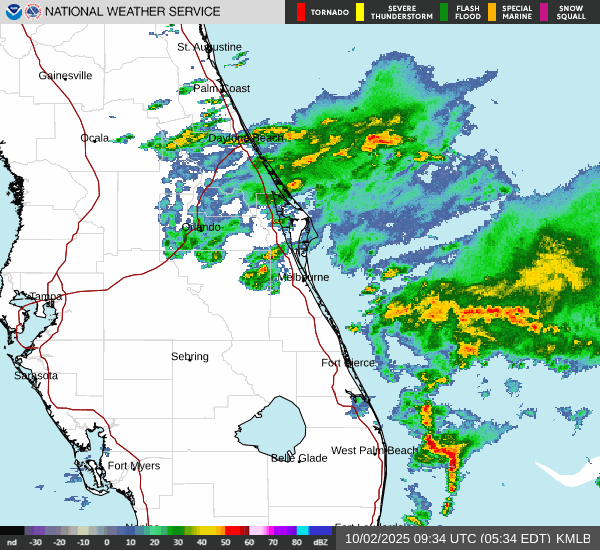 NATIONAL WEATHER SERVICE
TORNADO
SEVERE
THUNDERSTORM
FLASH
FLOOD
SPECIAL
MARINE
SNOW
SQUALL
St. Augustine
Gainesville
Palm Coast
Ocala
Daytona Beach
Orlando
Melbourne
Tampa
Sebring
Fort Pierce
Sarasota
West Palm Beach
Belle Glade
Fort Myers
nd -30 -20 -10 0 10 20 30 40 50 60 70 80 dBZ
10/02/2025 09:34 UTC (05:34 EDT) KMLB